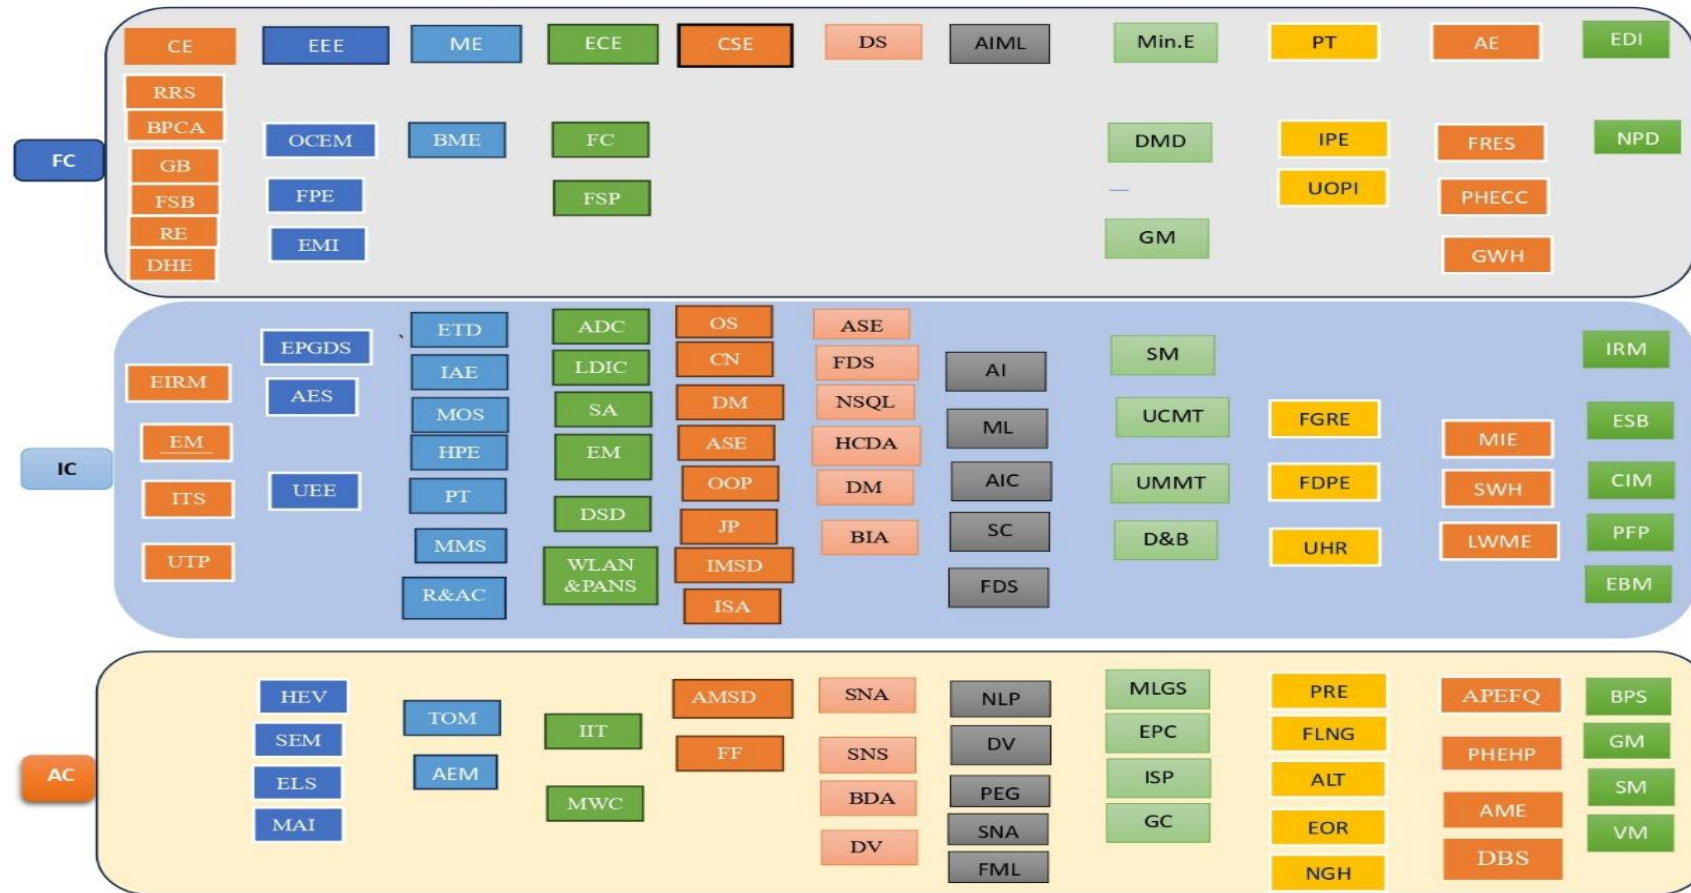 CE
EEE
ME
ECE
CSE
DS
AIML
Min.E
PT
AE
EDI
FC
RRS
BPCA
GB
FSB
RE
DHE
OCEM
FPE
EMI
BME
FC
FSP
DMD
GM
IPE
UOPI
FRES
PHECC
GWH
NPD
IC
EIRM
EM
ITS
UTP
EPGDS
AES
UEE
ETD
IAE
MOS
HPE
PT
MMS
R&AC
ADC
LDIC
SA
EM
DSD
WLAN
&PANS
OS
CN
DM
ASE
OOP
JP
IMSD
ISA
ASE
FDS
NSQL
HCDA
DM
BIA
AI
ML
AIC
SC
FDS
SM
UCMT
UMMT
D&B
FGRE
FDPE
UHR
MIE
SWH
LWME
IRM
ESB
CIM
PFP
EBM
AC
HEV
SEM
ELS
MAI
TOM
AEM
IIT
MWC
AMSD
FF
SNA
SNS
BDA
DV
NLP
DV
PEG
SNA
FML
MLGS
EPC
ISP
GC
PRE
FLNG
ALT
EOR
NGH
APEFQ
PHEHP
AME
DBS
BPS
GM
SM
VM